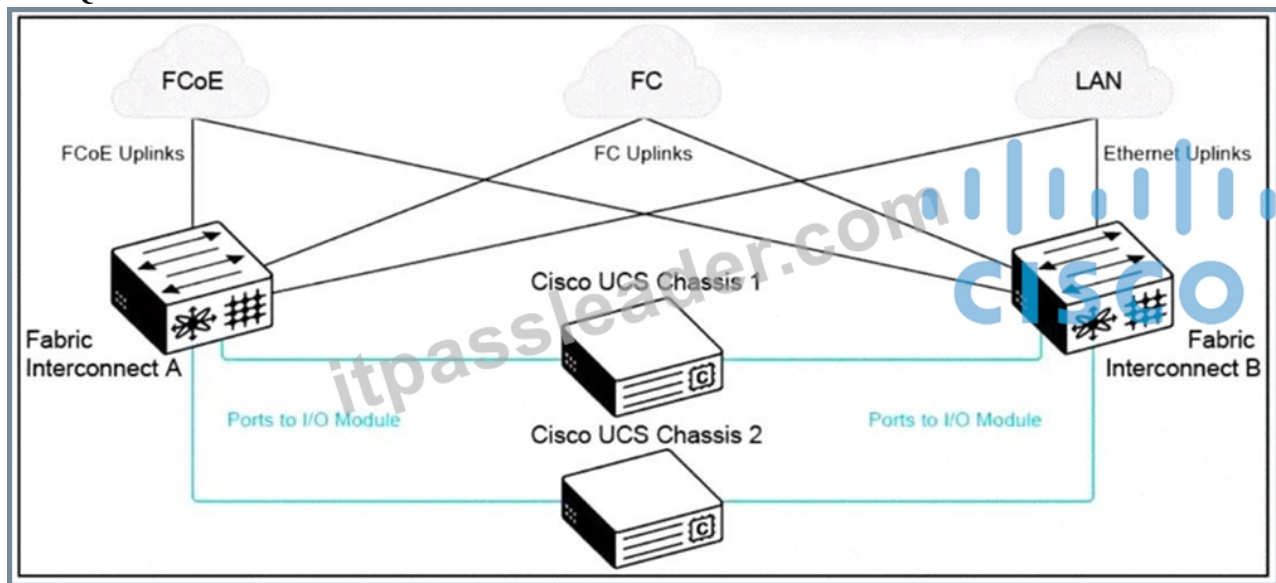 FCoE
FC
LAN
FCoE Uplinks
FC Uplinks
Ethernet Uplinks
itpassleader.com
CISCO
Cisco UCS Chassis 1
Fabric
Interconnect A
Fabric
Interconnect B
Ports to I/O Module
Ports to I/O Module
Cisco UCS Chassis 2
C
C